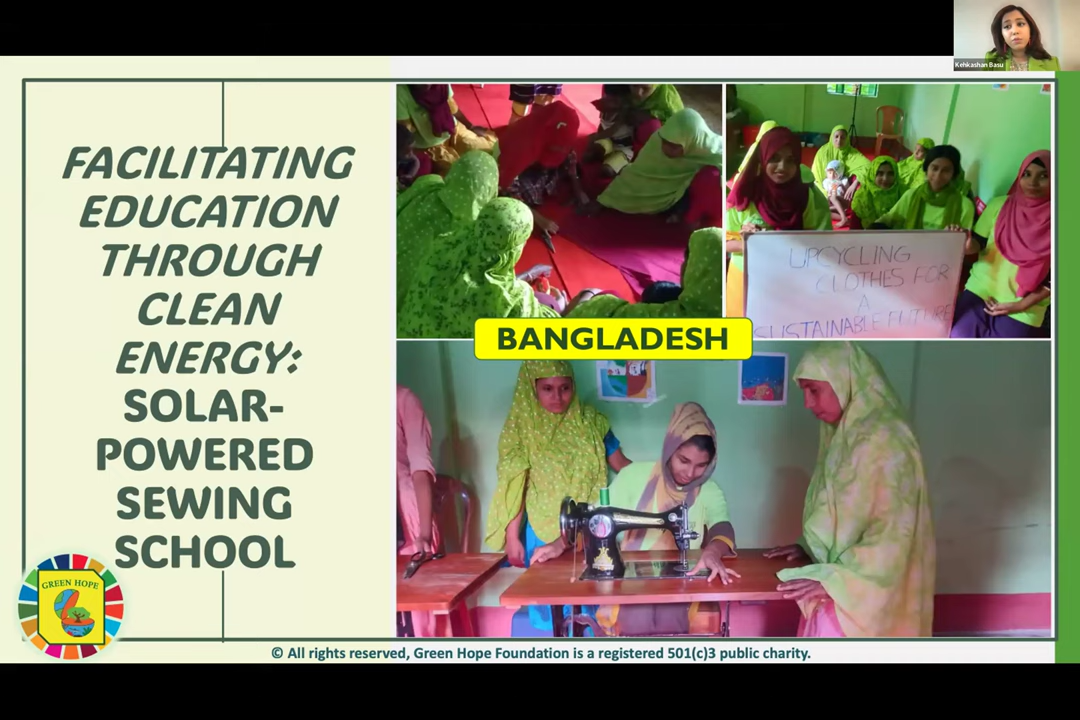 Kehkashan Basu
FACILITATING
EDUCATION
THROUGH
CLEAN
ENERGY:
SOLAR-
POWERED
SEWING
SCHOOL
UPCYCLING
CLOTHES FOR
A
SUSTAINABLE FUTURE
BANGLADESH
GREEN HOPE
© All rights reserved, Green Hope Foundation is a registered 501(c)3 public charity.